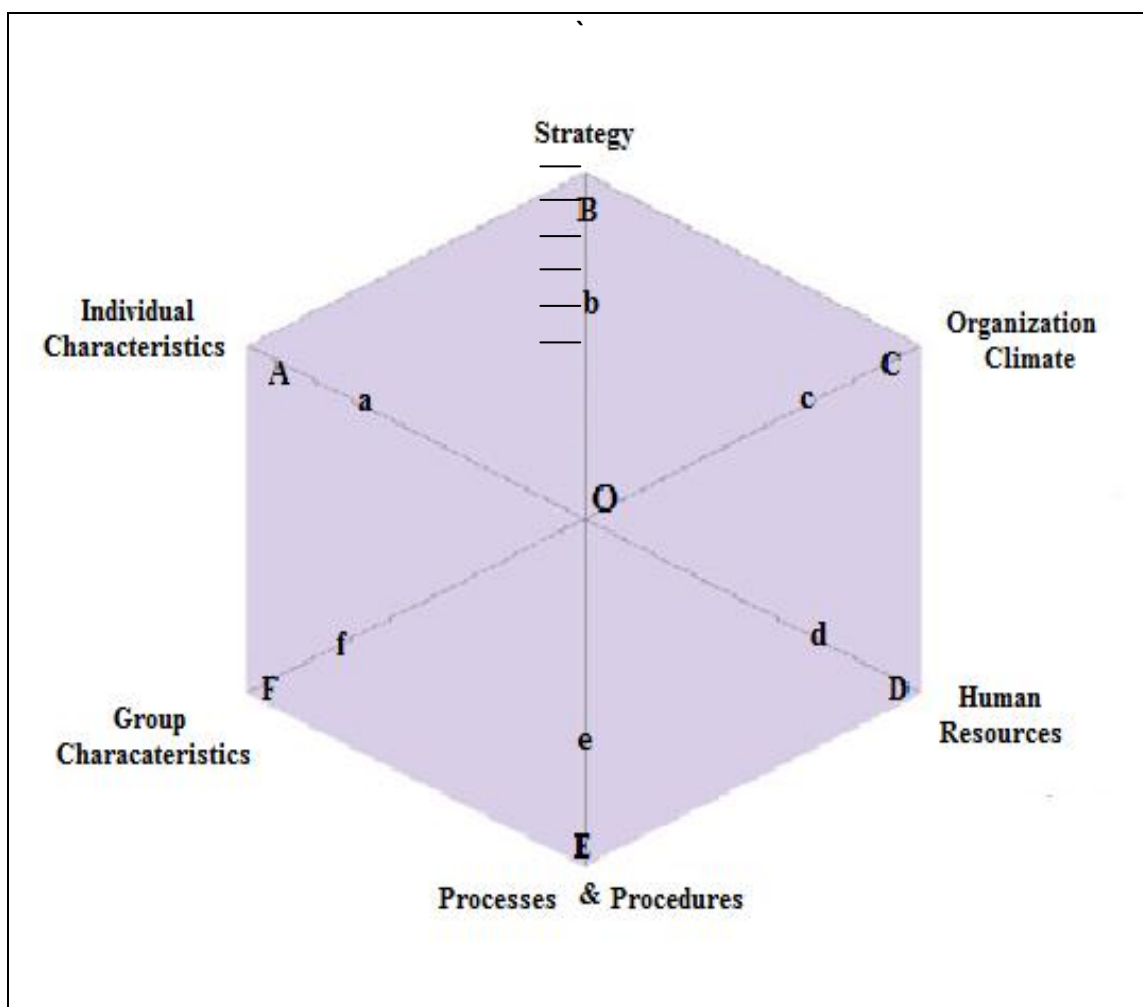 `
Strategy
B
b
Individual
Characteristics
Organization
Climate
A
a
C
c
O
f
F
d
D
Group
Characateristics
Human
Resources
e
E
Processes & Procedures